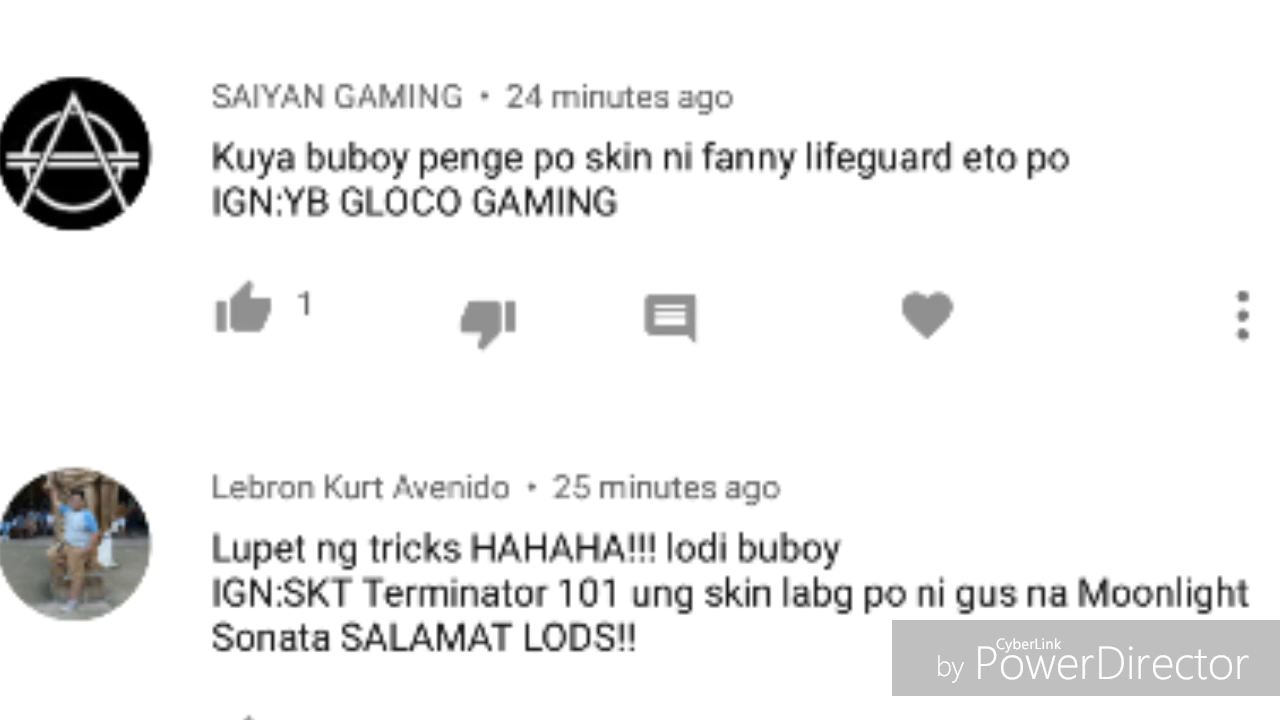 SAIYAN GAMING • 24 minutes ago
Kuya buboy penge po skin ni fanny lifeguard eto po
IGN:YB GLOCO GAMING
1
Lebron Kurt Avenido • 25 minutes ago
Lupet ng tricks HAHAHA!!! lodi buboy
IGN:SKT Terminator 101 ung skin labg po ni gus na Moonlight
Sonata SALAMAT LODS!!
CyberLink
by PowerDirector